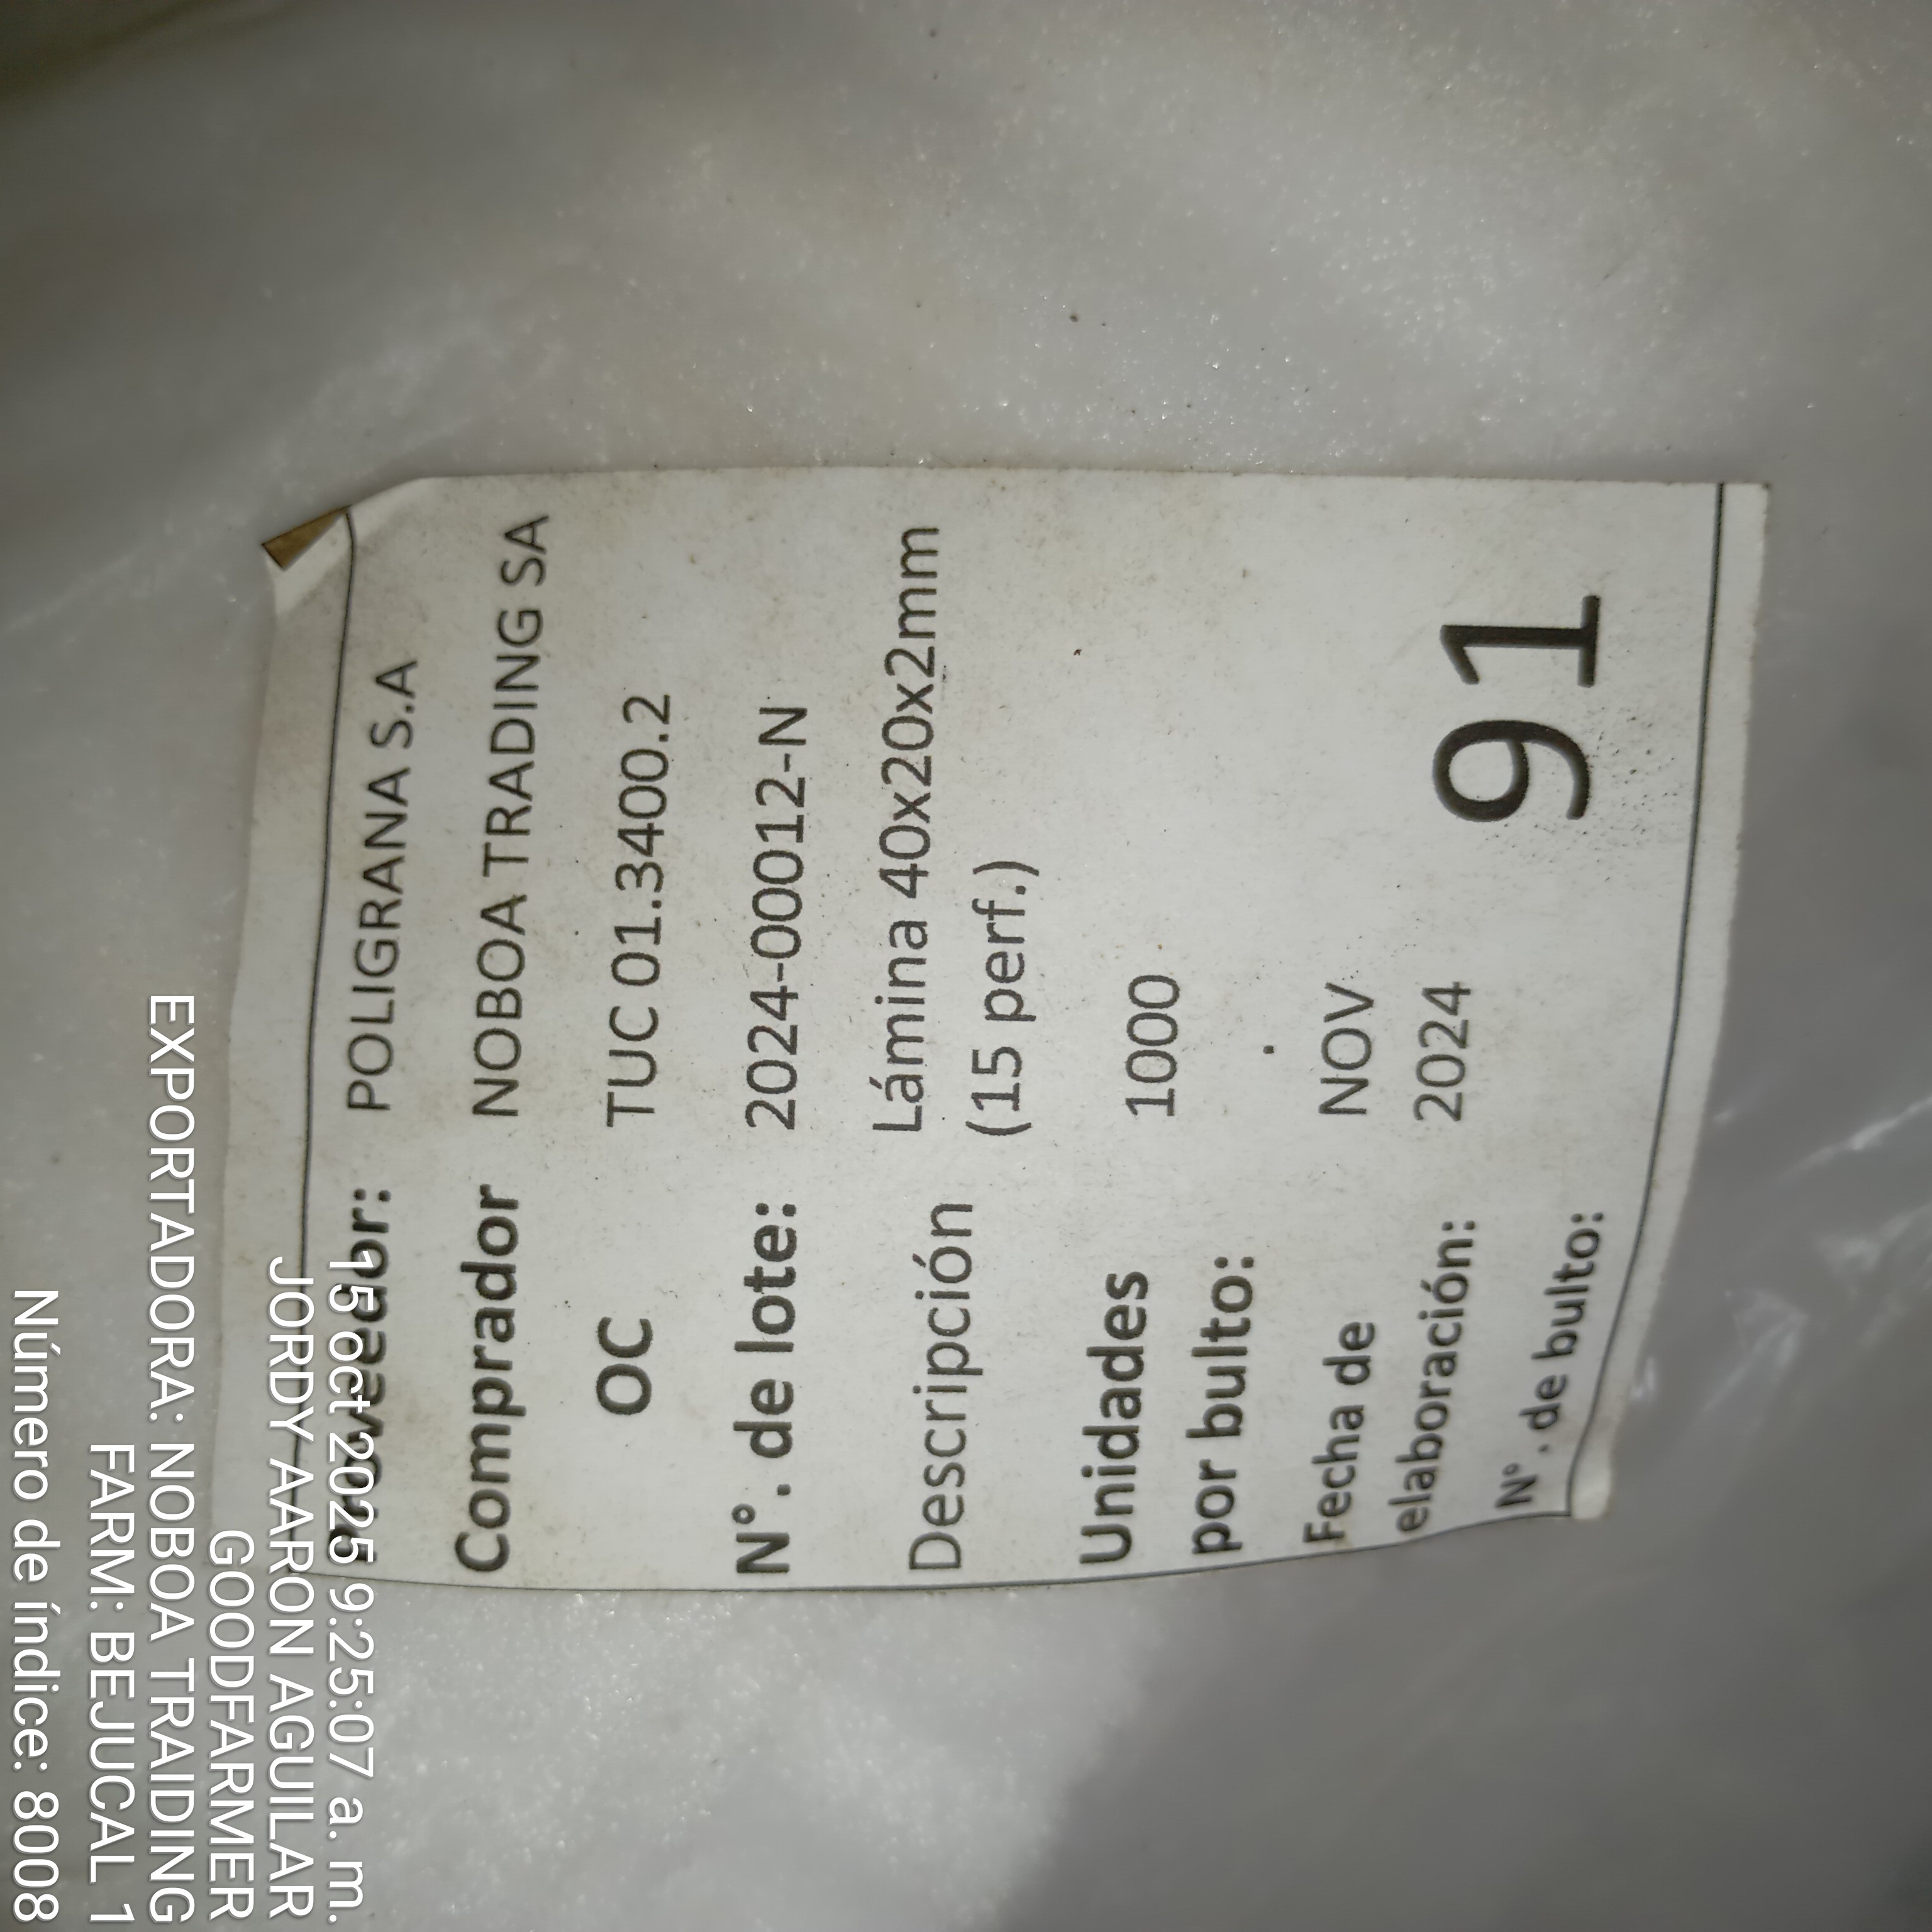 Proveedor: POLIGRANA S.A
Comprador NOBOA TRADING SA
OC TUC 01.3400.2
N°. de lote: 2024-00012-N
Descripción Lámina 40x20x2mm
(15 perf.)
Unidades 1000
por bulto:
Fecha de NOV
elaboración: 2024
N°. de bulto: 91
15 oct 2025 9:25:07 a. m.
JORDY AARON AGUILAR
GOODFARMER
EXPORTADORA: NOBOA TRAIDING
FARM: BEJUCAL 1
Número de índice: 8008